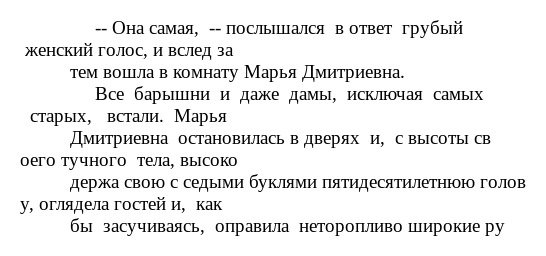 -- Она самая, -- послышался в ответ грубый
женский голос, и вслед за
тем вошла в комнату Марья Дмитриевна.
Все барышни и даже дамы, исключая самых
старых, встали. Марья
Дмитриевна остановилась в дверях и, с высоты св
оего тучного тела, высоко
держа свою с седыми буклями пятидесятилетнюю голов
у, оглядела гостей и, как
бы засучиваясь, оправила неторопливо широкие ру